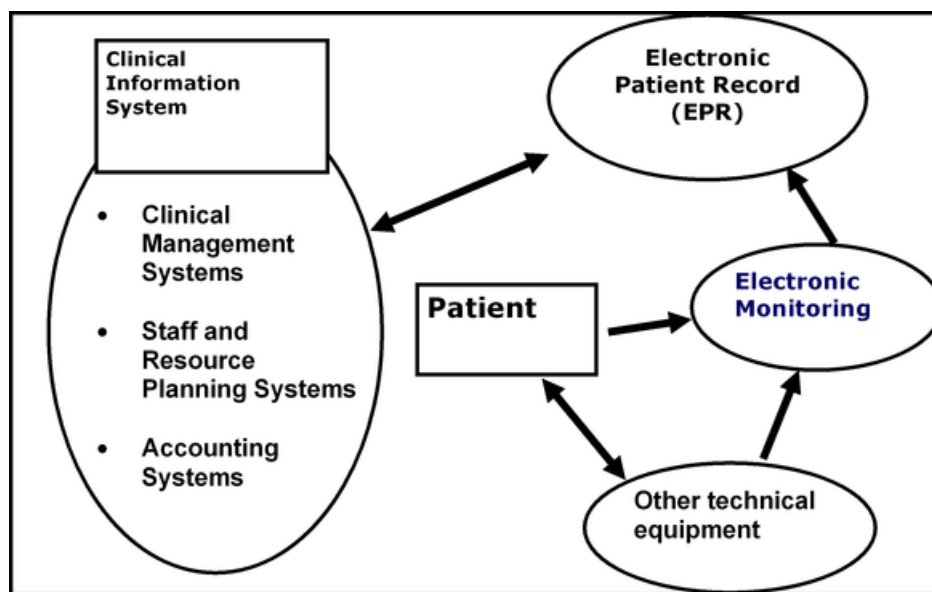 Clinical
Information
System
• Clinical
Management
Systems
• Staff and
Resource
Planning Systems
• Accounting
Systems
Electronic
Patient Record
(EPR)
Patient
Electronic
Monitoring
Other technical
equipment